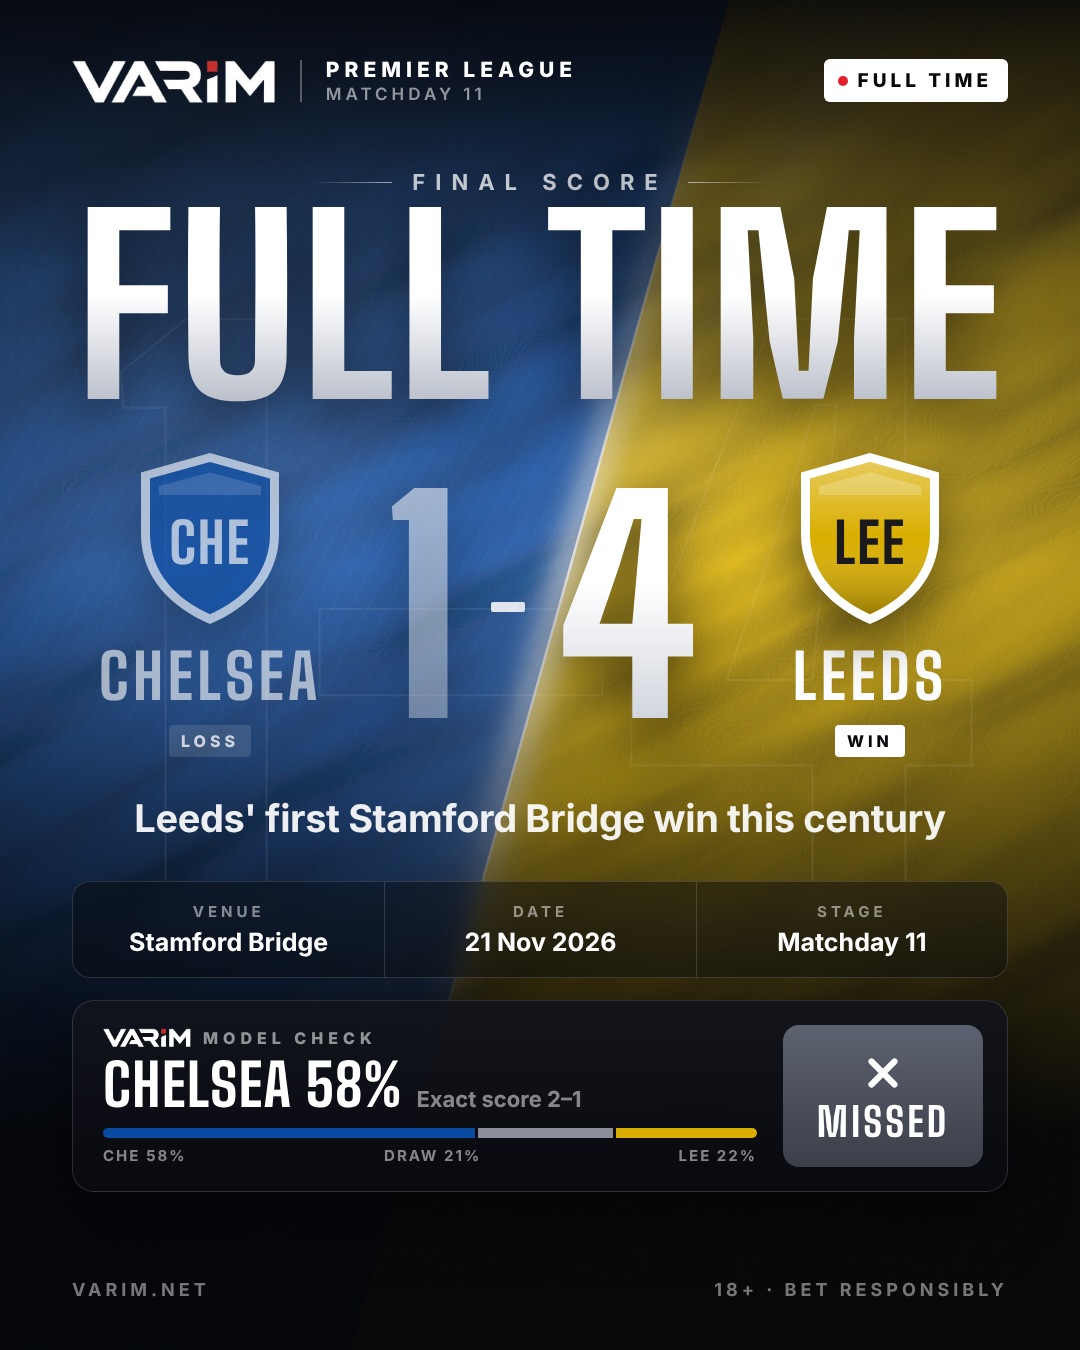 VARiM
PREMIER LEAGUE
MATCHDAY 11
FULL TIME
FINAL SCORE
FULL TIME
CHE
1 - 4
LEE
CHELSEA
LEEDS
LOSS
WIN
Leeds' first Stamford Bridge win this century
VENUE
Stamford Bridge
DATE
21 Nov 2026
STAGE
Matchday 11
VARiM MODEL CHECK
CHELSEA 58% Exact score 2–1
CHE 58% DRAW 21% LEE 22%
MISSED
VARIM.NET
18+ · BET RESPONSIBLY